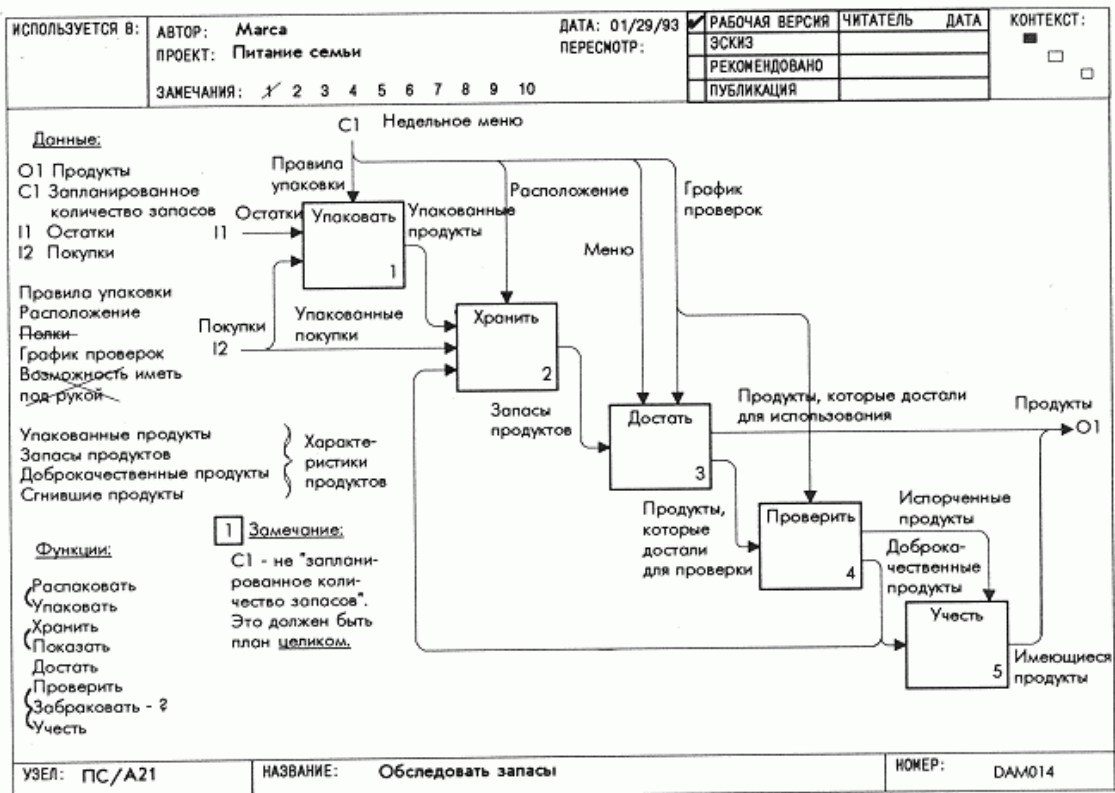 ИСПОЛЬЗУЕТСЯ В:
АВТОР: Marca
ПРОЕКТ: Питание семьи
ДАТА: 01/29/93
ПЕРЕСМОТР:
ЗАМЕЧАНИЯ: 1 2 3 4 5 6 7 8 9 10
РАБОЧАЯ ВЕРСИЯ
ЭСКИЗ
РЕКОМЕНДОВАНО
ПУБЛИКАЦИЯ
ЧИТАТЕЛЬ ДАТА
КОНТЕКСТ:
Данные:
O1 Продукты
C1 Запланированное
количество запасов
I1 Остатки
I2 Покупки
Правила упаковки
Расположение
Полки
График проверок
Возможность иметь
под рукой
Упакованные продукты
Запасы продуктов
Доброкачественные продукты
Сгнившие продукты
Характе-
ристики
продуктов
Функции:
Распаковать
Упаковать
Хранить
Показать
Достать
Проверить
Забраковать - ?
Учесть
1 Замечание:
C1 - не "заплани-
рованное коли-
чество запасов".
Это должен быть
план целиком.
C1 Недельное меню
Правила
упаковки
Расположение
График
проверок
Меню
Остатки
I1
Упаковать
1
Упакованные
продукты
Покупки
I2
Упакованные
покупки
Хранить
2
Запасы
продуктов
Достать
3
Продукты, которые достали
для использования
Продукты
O1
Продукты,
которые
достали
для проверки
Проверить
4
Испорченные
продукты
Доброка-
чественные
продукты
Учесть
5
Имеющиеся
продукты
УЗЕЛ: ПС/А21
НАЗВАНИЕ: Обследовать запасы
НОМЕР: DAM014